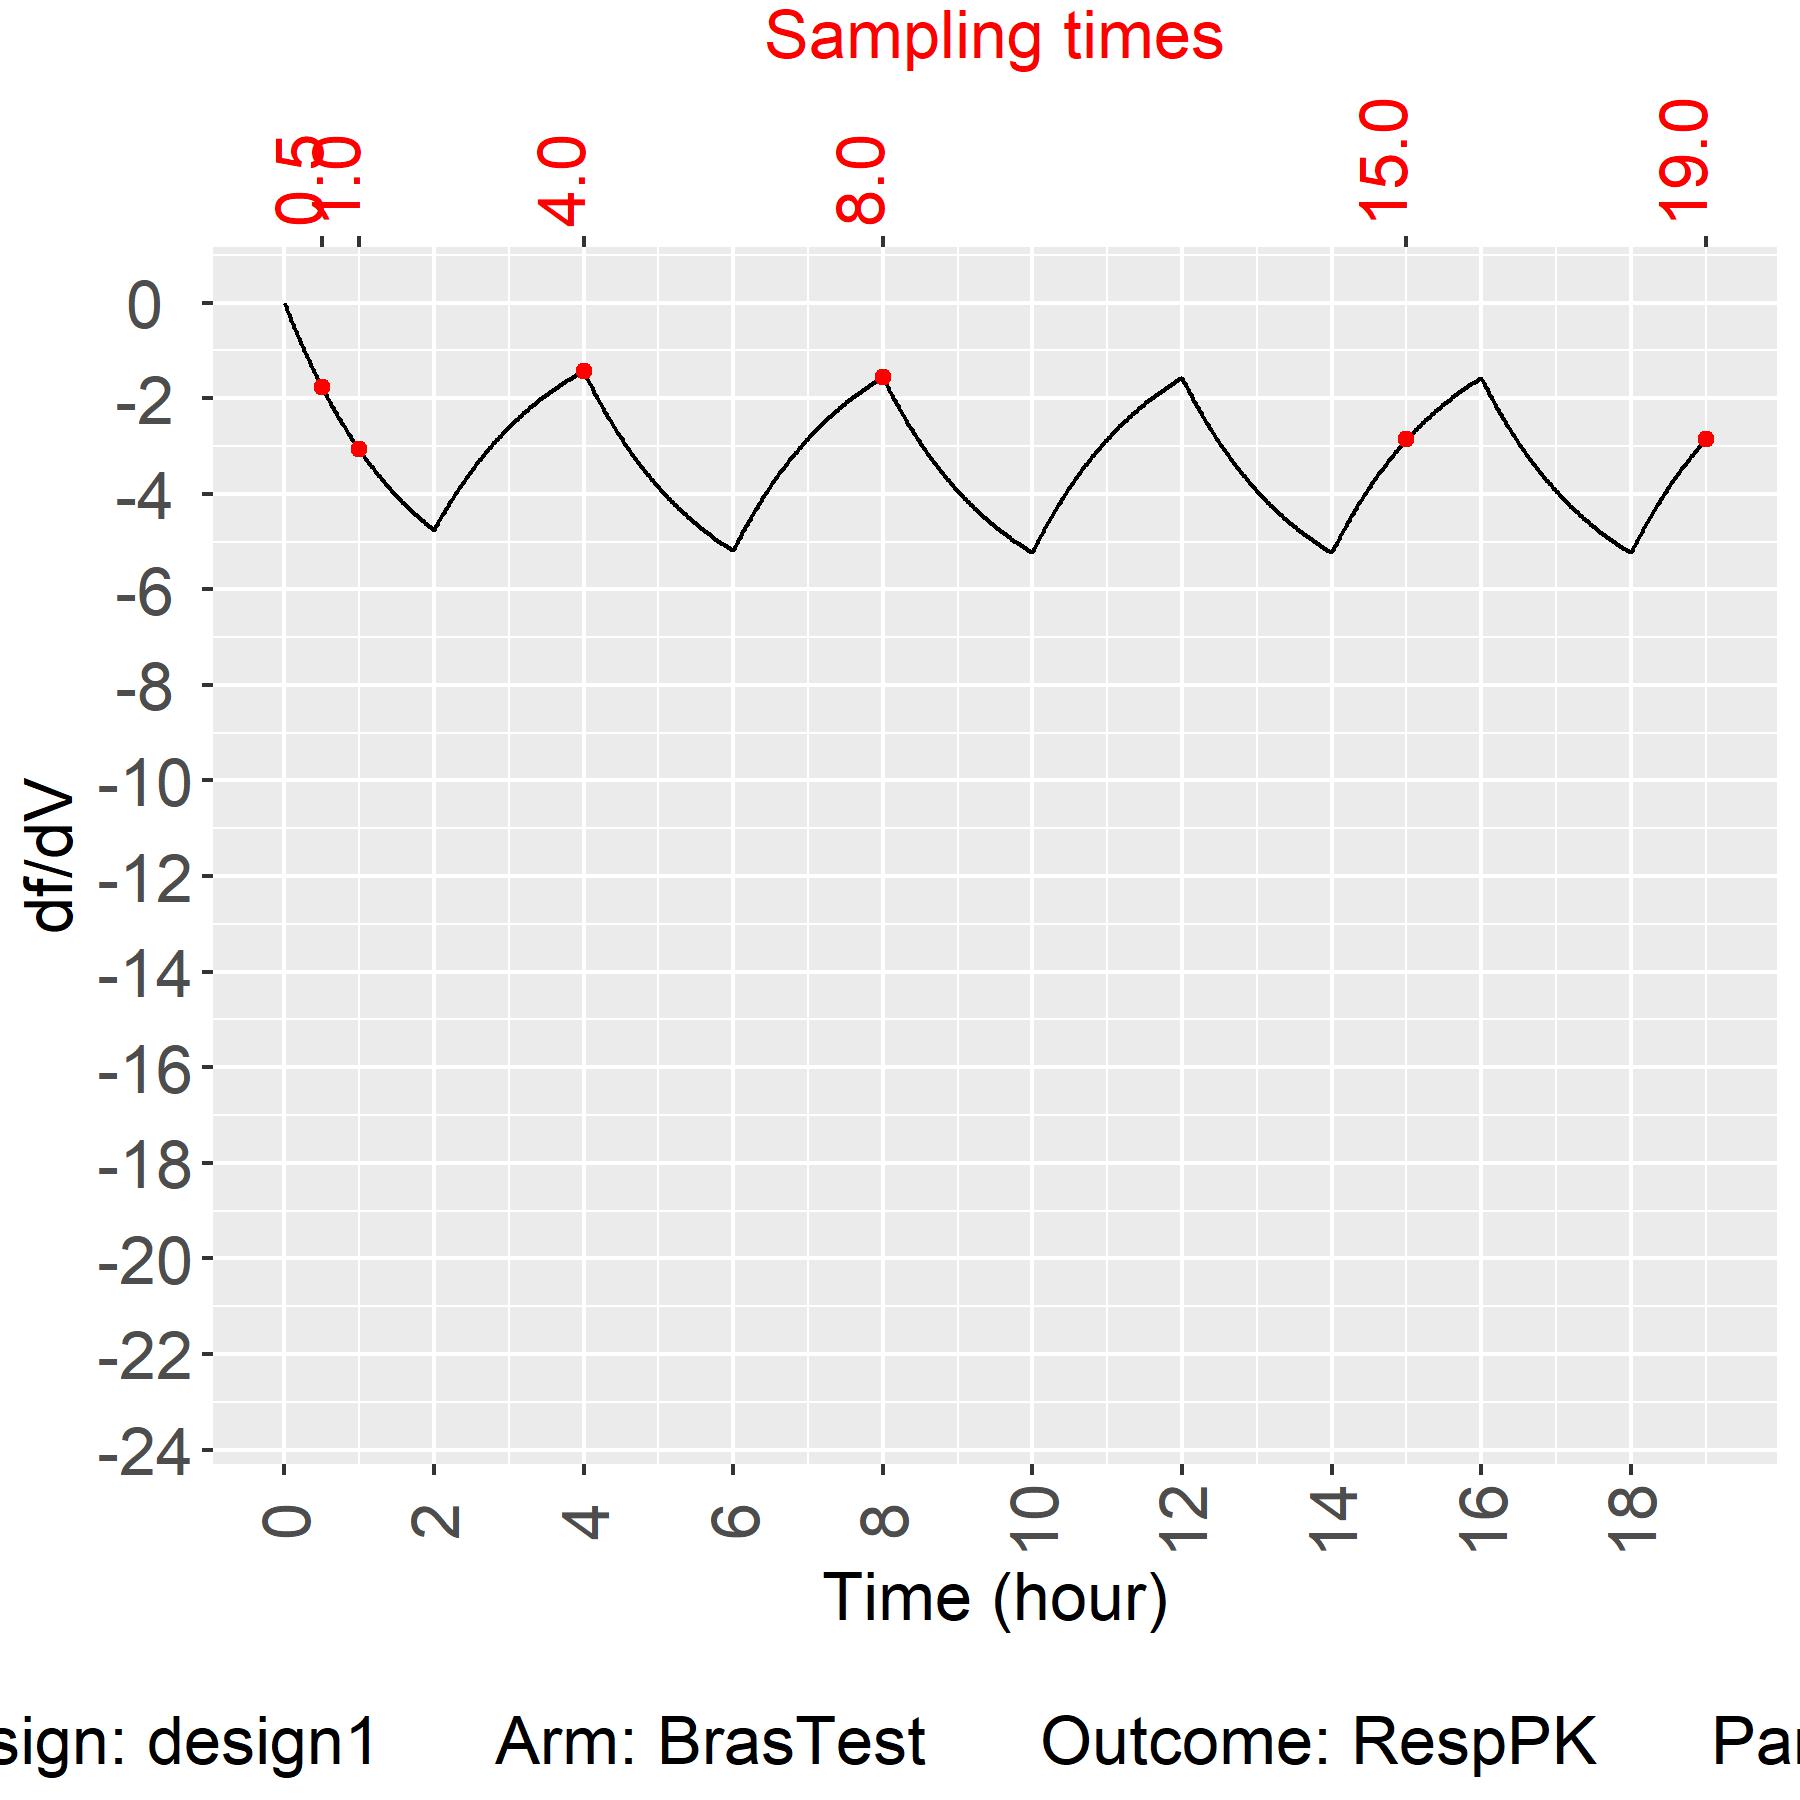 Sampling times
0.5 1.0 4.0 8.0 15.0 19.0
0
-2
-4
-6
-8
-10
-12
-14
-16
-18
-20
-22
-24
df/dV
0 2 4 6 8 10 12 14 16 18
Time (hour)
sign: design1 Arm: BrasTest Outcome: RespPK Par